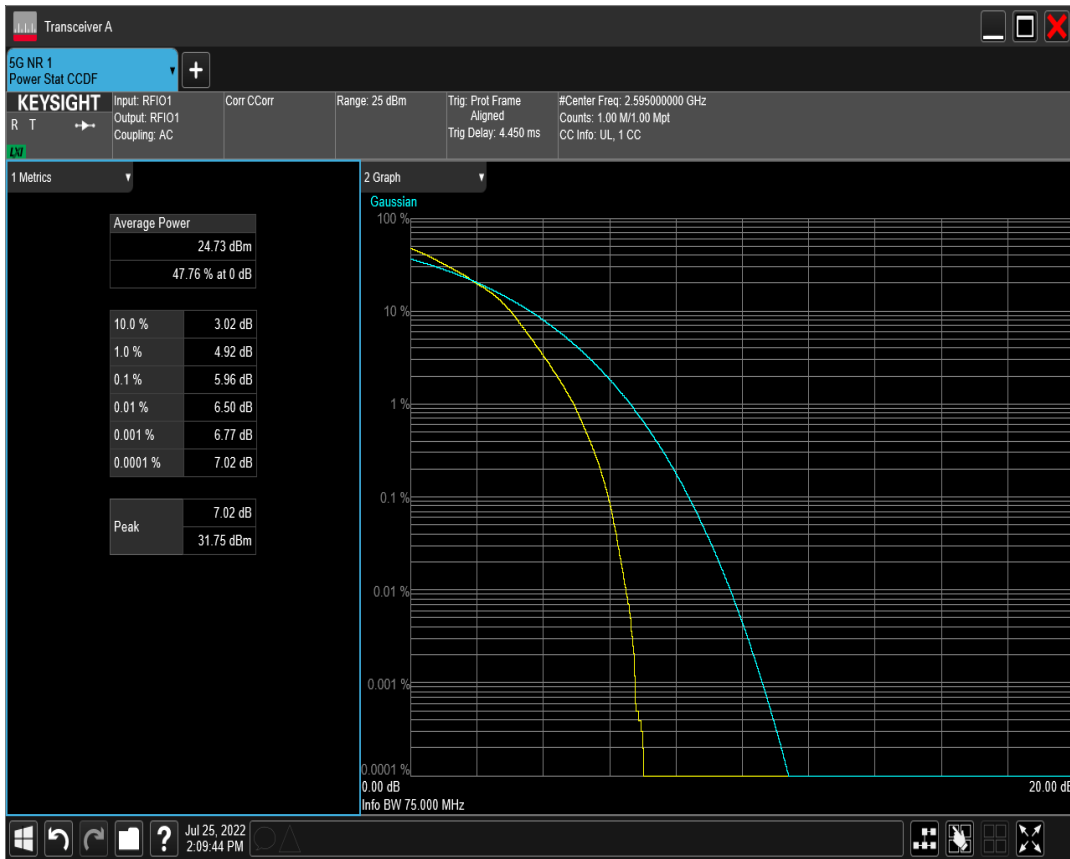 Transceiver A
5G NR 1
Power Stat CCDF
KEYSIGHT
R T
LXI
Input: RFIO1
Output: RFIO1
Coupling: AC
Corr CCorr
Range: 25 dBm
Trig: Prot Frame
Aligned
Trig Delay: 4.450 ms
#Center Freq: 2.595000000 GHz
Counts: 1.00 M/1.00 Mpt
CC Info: UL, 1 CC
1 Metrics
Average Power
24.73 dBm
47.76 % at 0 dB
10.0 % 3.02 dB
1.0 % 4.92 dB
0.1 % 5.96 dB
0.01 % 6.50 dB
0.001 % 6.77 dB
0.0001 % 7.02 dB
Peak 7.02 dB
31.75 dBm
2 Graph
Gaussian
100 %
10 %
1 %
0.1 %
0.01 %
0.001 %
0.0001 %
0.00 dB 20.00 dB
Info BW 75.000 MHz
?
Jul 25, 2022
2:09:44 PM